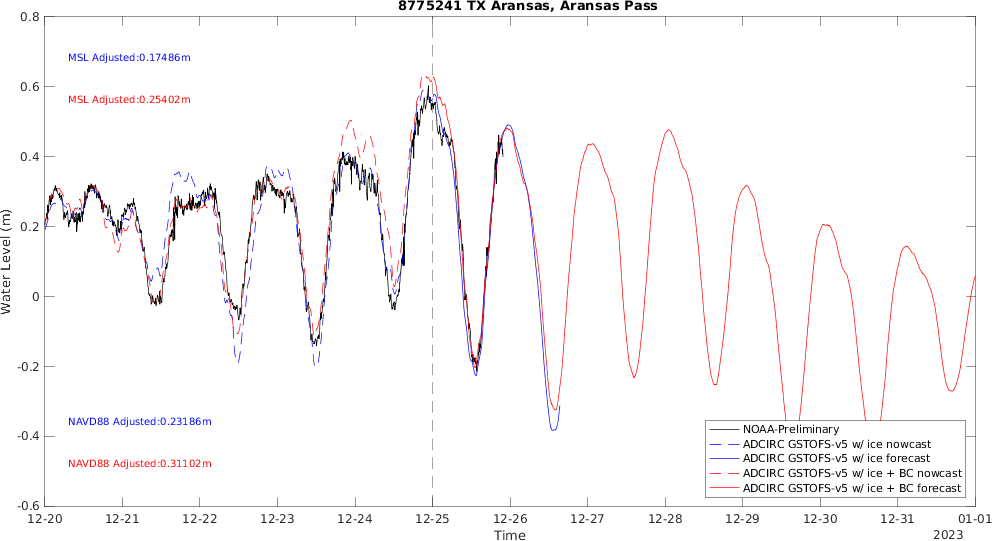 8775241 TX Aransas, Aransas Pass
0.8
0.6
0.4
0.2
0
-0.2
-0.4
-0.6
Water Level (m)
MSL Adjusted:0.17486m
MSL Adjusted:0.25402m
NAVD88 Adjusted:0.23186m
NAVD88 Adjusted:0.31102m
NOAA-Preliminary
ADCIRC GSTOFS-v5 w/ ice nowcast
ADCIRC GSTOFS-v5 w/ ice forecast
ADCIRC GSTOFS-v5 w/ ice + BC nowcast
ADCIRC GSTOFS-v5 w/ ice + BC forecast
12-20 12-21 12-22 12-23 12-24 12-25 12-26 12-27 12-28 12-29 12-30 12-31 01-01
Time
2023